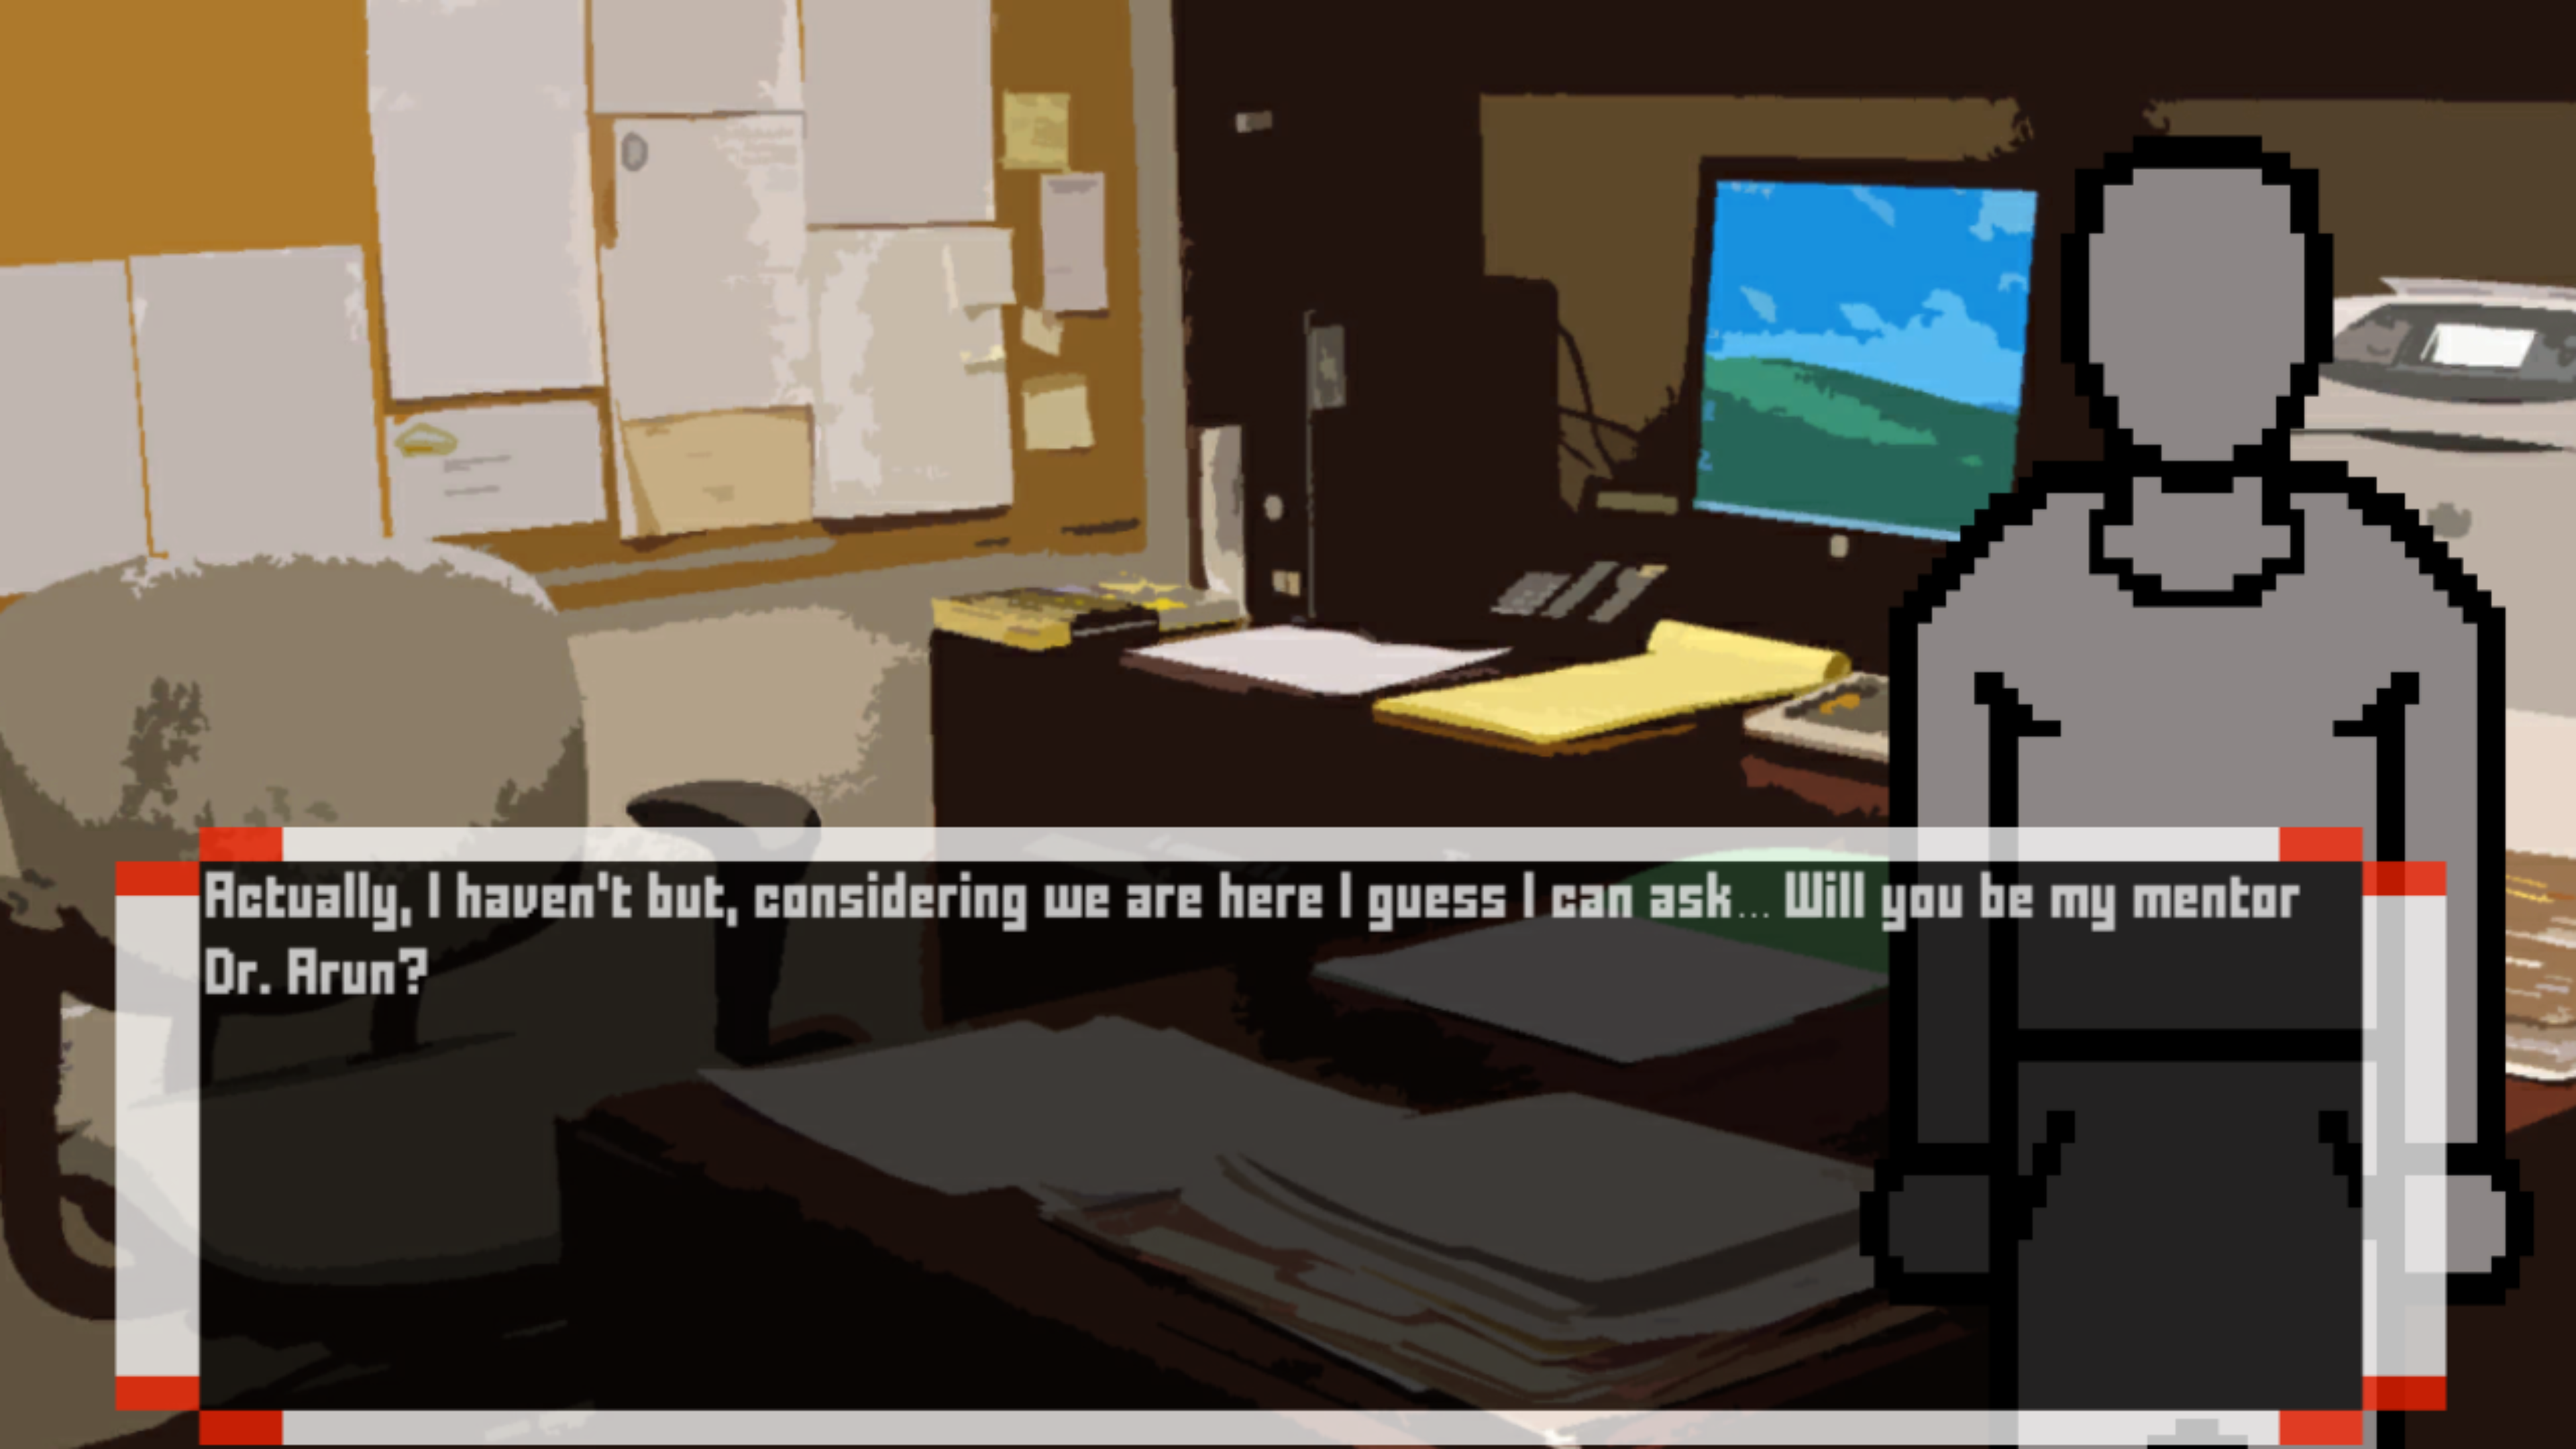 Actually, I haven't but, considering we are here I guess I can ask... Will you be my mentor
Dr. Arun?